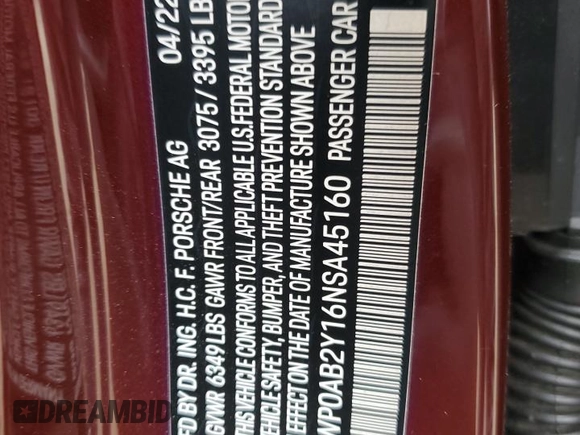 FD BY DR. ING. H.C. F. PORSCHE AG 04/22
GVWR 6349 LBS GAWR FRONT/REAR 3075 / 3395 LB
THIS VEHICLE CONFORMS TO ALL APPLICABLE U.S. FEDERAL MOTOR
EHICLE SAFETY, BUMPER, AND THEFT PREVENTION STANDARD
EFFECT ON THE DATE OF MANUFACTURE SHOWN ABOVE
WP0AB2Y16NSA45160 PASSENGER CAR
DREAMBID